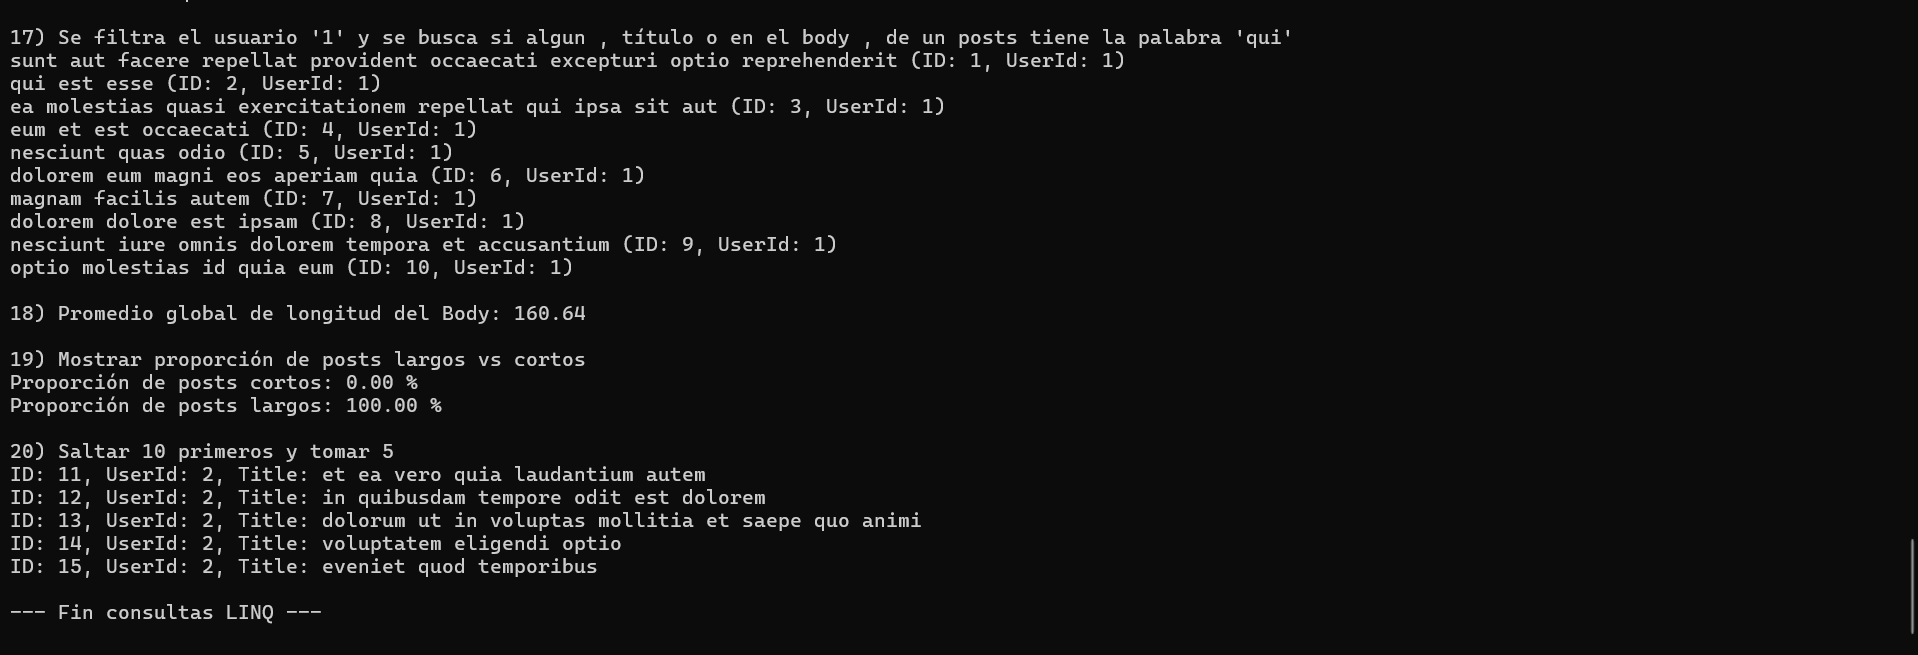 17) Se filtra el usuario '1' y se busca si algun , título o en el body , de un posts tiene la palabra 'qui'
sunt aut facere repellat provident occaecati excepturi optio reprehenderit (ID: 1, UserId: 1)
qui est esse (ID: 2, UserId: 1)
ea molestias quasi exercitationem repellat qui ipsa sit aut (ID: 3, UserId: 1)
eum et est occaecati (ID: 4, UserId: 1)
nesciunt quas odio (ID: 5, UserId: 1)
dolorem eum magni eos aperiam quia (ID: 6, UserId: 1)
magnam facilis autem (ID: 7, UserId: 1)
dolorem dolore est ipsam (ID: 8, UserId: 1)
nesciunt iure omnis dolorem tempora et accusantium (ID: 9, UserId: 1)
optio molestias id quia eum (ID: 10, UserId: 1)
18) Promedio global de longitud del Body: 160.64
19) Mostrar proporción de posts largos vs cortos
Proporción de posts cortos: 0.00 %
Proporción de posts largos: 100.00 %
20) Saltar 10 primeros y tomar 5
ID: 11, UserId: 2, Title: et ea vero quia laudantium autem
ID: 12, UserId: 2, Title: in quibusdam tempore odit est dolorem
ID: 13, UserId: 2, Title: dolorum ut in voluptas mollitia et saepe quo animi
ID: 14, UserId: 2, Title: voluptatem eligendi optio
ID: 15, UserId: 2, Title: eveniet quod temporibus
--- Fin consultas LINQ ---